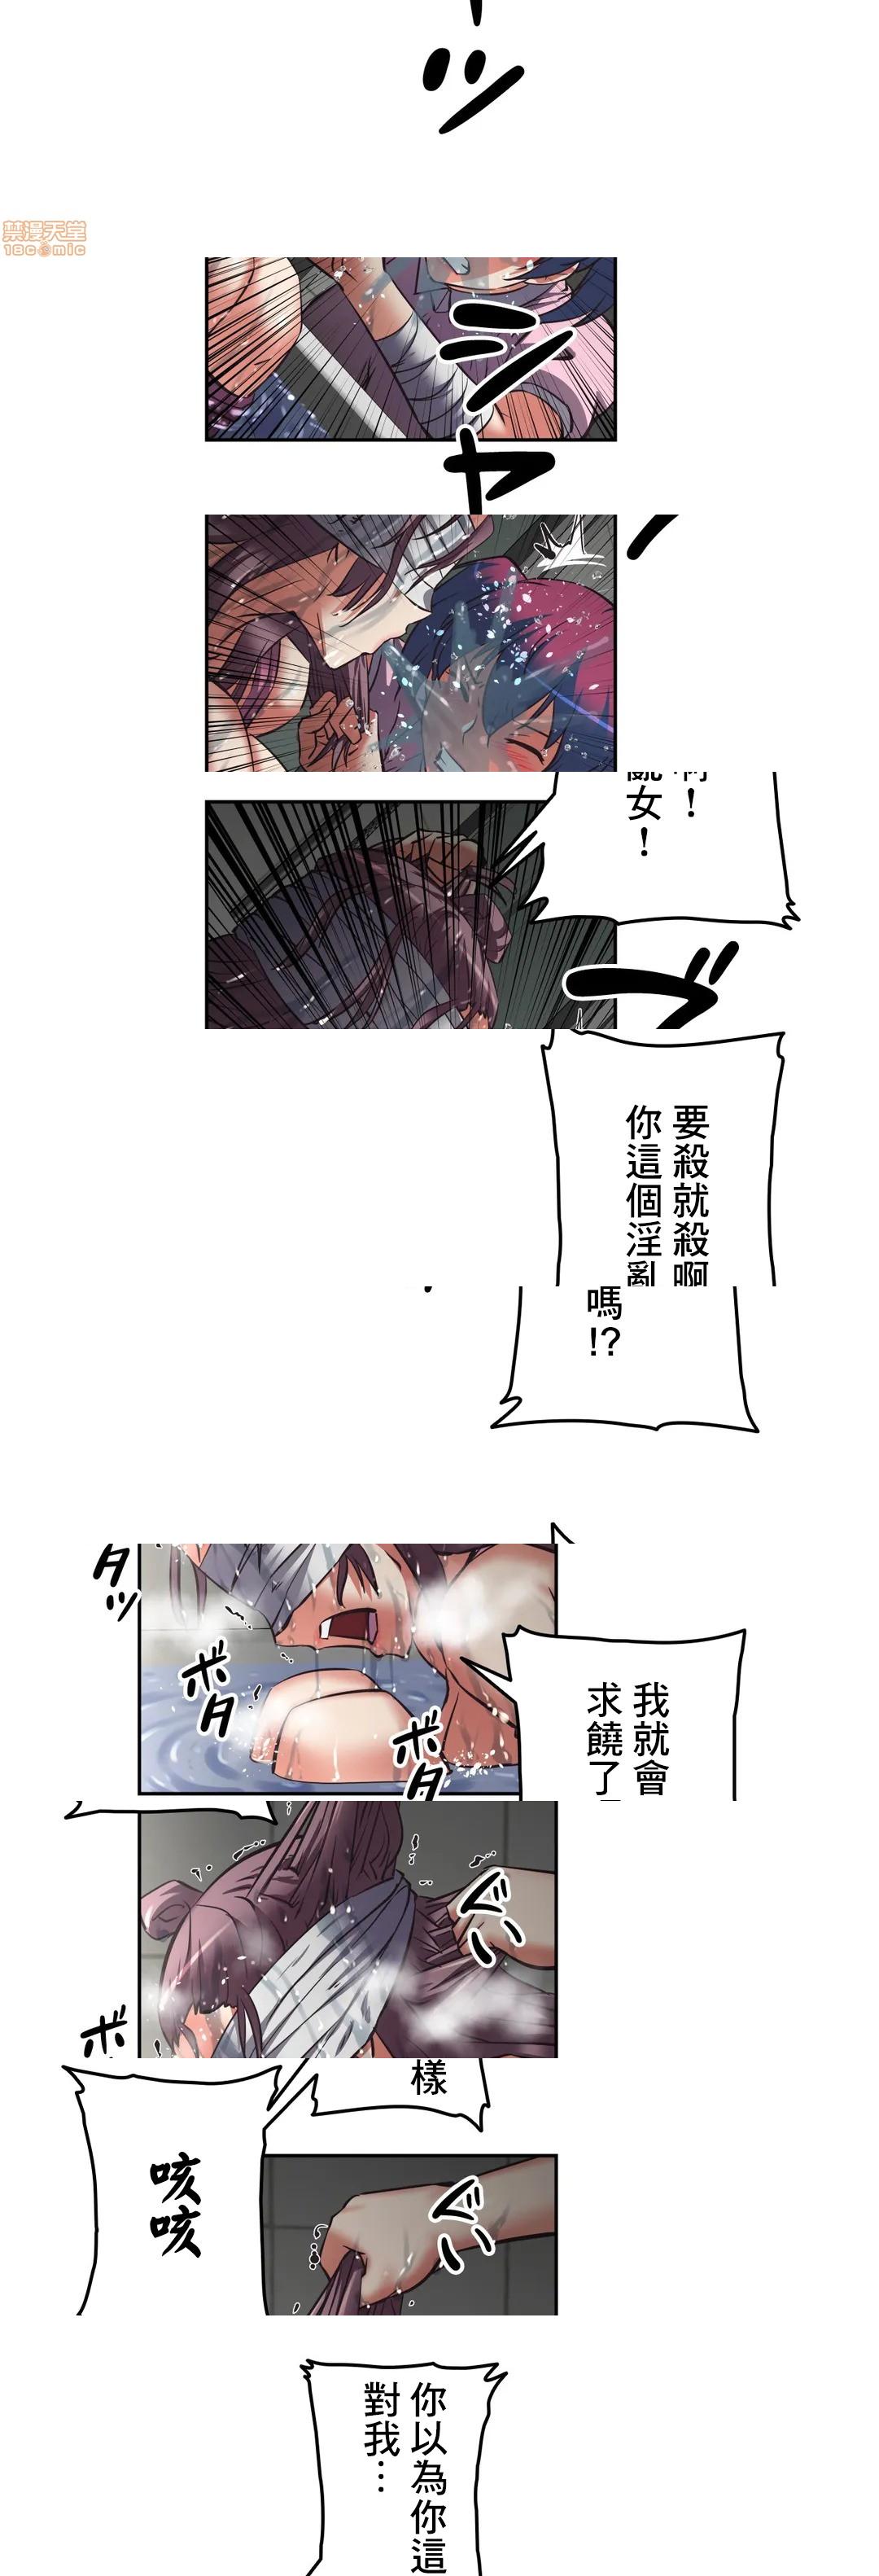 ッ
禁漫天堂
18comic
シ
ャ
女！
啊！
亂
ブ
要殺就殺啊
你這個淫亂
嗎!?
タッ
ボタ
ボタ
我就會
求饒了
ぐい
ボ
樣
咳咳
ぐい
你以為你這
對我…